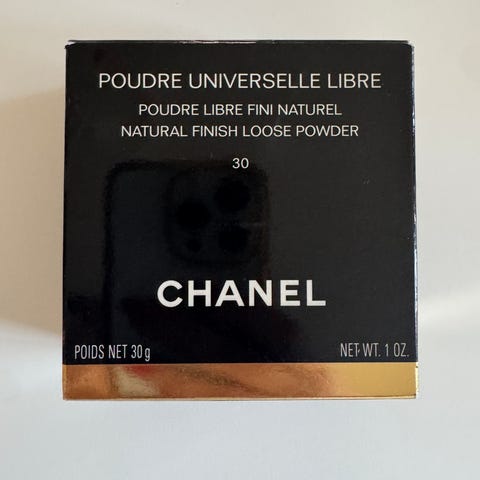 POUDRE UNIVERSELLE LIBRE
POUDRE LIBRE FINI NATUREL
NATURAL FINISH LOOSE POWDER
30
CHANEL
POIDS NET 30 g NET WT. 1 OZ.